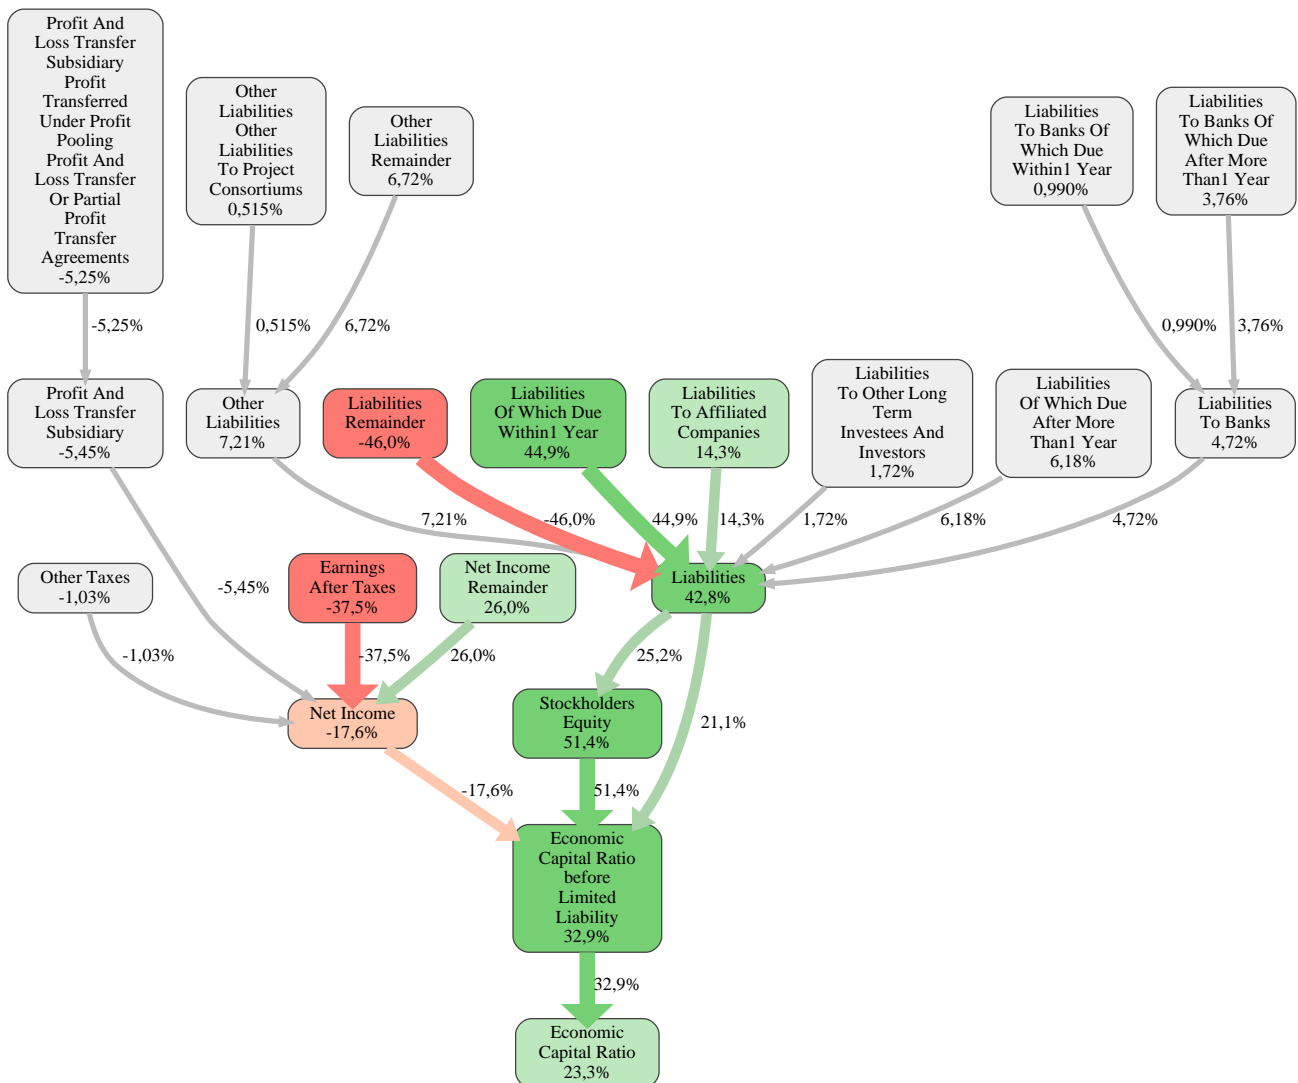 Profit And
Loss Transfer
Subsidiary
Profit
Transferred
Under Profit
Pooling
Profit And
Loss Transfer
Or Partial
Profit
Transfer
Agreements
-5,25%
Other
Liabilities
Other
Liabilities
To Project
Consortiums
0,515%
Other
Liabilities
Remainder
6,72%
Liabilities
To Banks Of
Which Due
Within1 Year
0,990%
Liabilities
To Banks Of
Which Due
After More
Than1 Year
3,76%
-5,25%
0,515%
6,72%
0,990%
3,76%
Profit And
Loss Transfer
Subsidiary
-5,45%
Other
Liabilities
7,21%
Liabilities
Remainder
-46,0%
Liabilities
Of Which Due
Within1 Year
44,9%
Liabilities
To Affiliated
Companies
14,3%
Liabilities
To Other Long
Term
Investees And
Investors
1,72%
Liabilities
Of Which Due
After More
Than1 Year
6,18%
Liabilities
To Banks
4,72%
7,21%
-46,0%
44,9%
14,3%
1,72%
6,18%
4,72%
Other Taxes
-1,03%
-5,45%
Earnings
After Taxes
-37,5%
Net Income
Remainder
26,0%
Liabilities
42,8%
-1,03%
-37,5%
26,0%
25,2%
21,1%
Net Income
-17,6%
Stockholders
Equity
51,4%
-17,6%
51,4%
Economic
Capital Ratio
before
Limited
Liability
32,9%
32,9%
Economic
Capital Ratio
23,3%